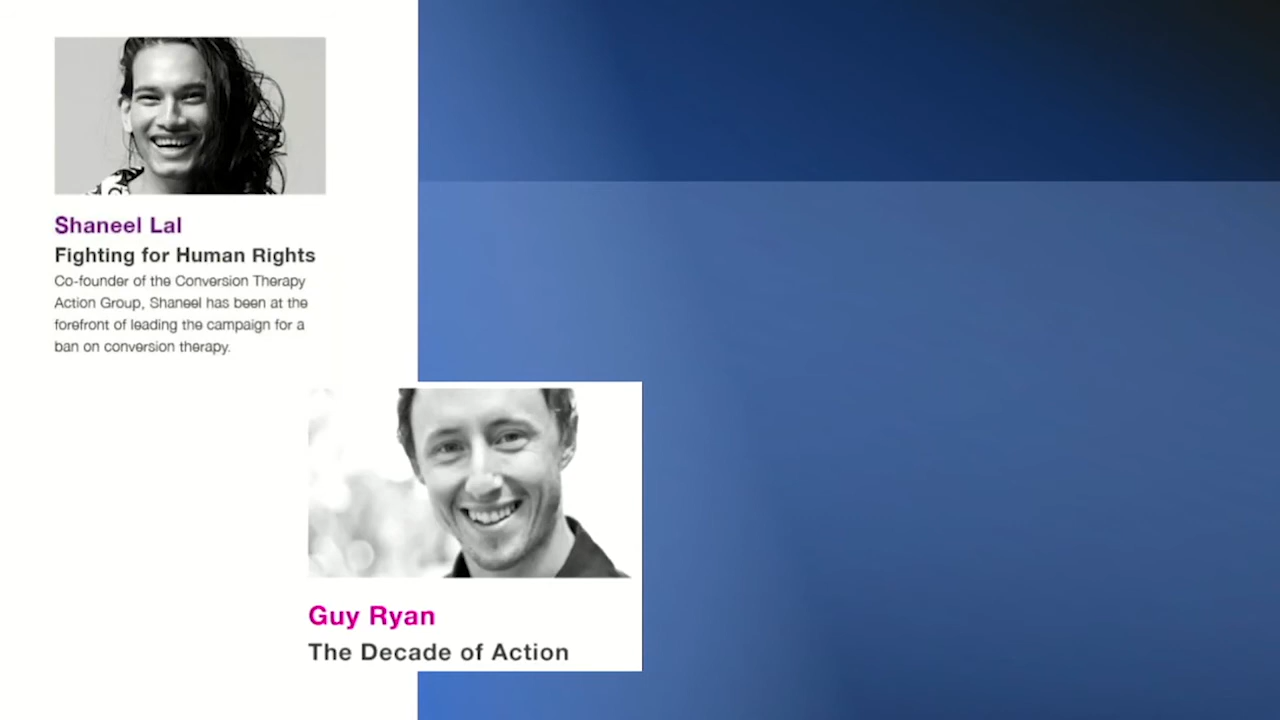 Shaneel Lal
Fighting for Human Rights
Co-founder of the Conversion Therapy
Action Group, Shaneel has been at the
forefront of leading the campaign for a
ban on conversion therapy.
Guy Ryan
The Decade of Action